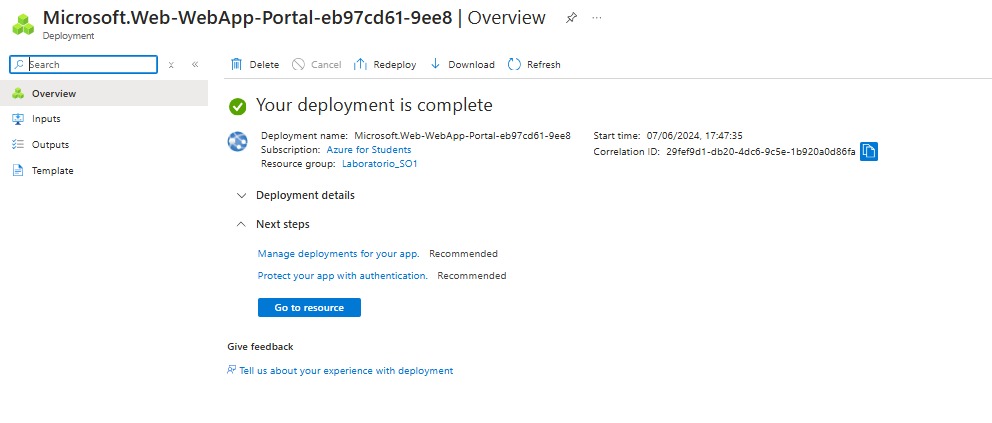 Microsoft.Web-WebApp-Portal-eb97cd61-9ee8 | Overview
Deployment
Search
Delete Cancel Redeploy Download Refresh
Overview
Inputs
Outputs
Template
Your deployment is complete
Deployment name: Microsoft.Web-WebApp-Portal-eb97cd61-9ee8
Subscription: Azure for Students
Resource group: Laboratorio_SO1
Start time: 07/06/2024, 17:47:35
Correlation ID: 29fef9d1-db20-4dc6-9c5e-1b920a0d86fa
Deployment details
Next steps
Manage deployments for your app. Recommended
Protect your app with authentication. Recommended
Go to resource
Give feedback
Tell us about your experience with deployment